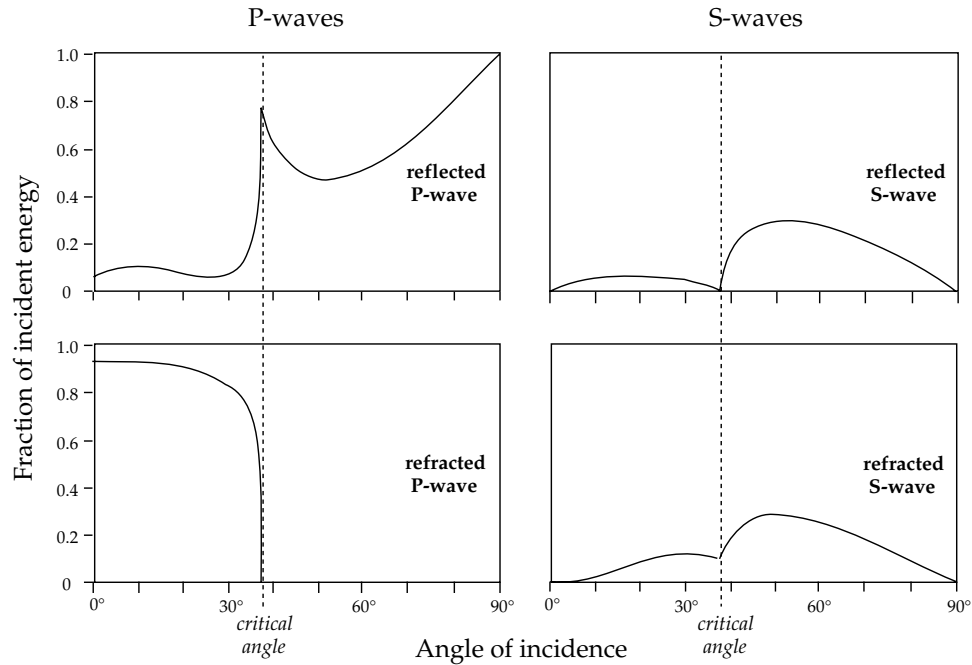 P-waves
S-waves
Fraction of incident energy
1.0
0.8
0.6
0.4
0.2
0
reflected
P-wave
reflected
S-wave
1.0
0.8
0.6
0.4
0.2
0
refracted
P-wave
refracted
S-wave
0° 30° 60° 90°
critical
angle
0° 30° 60° 90°
critical
angle
Angle of incidence